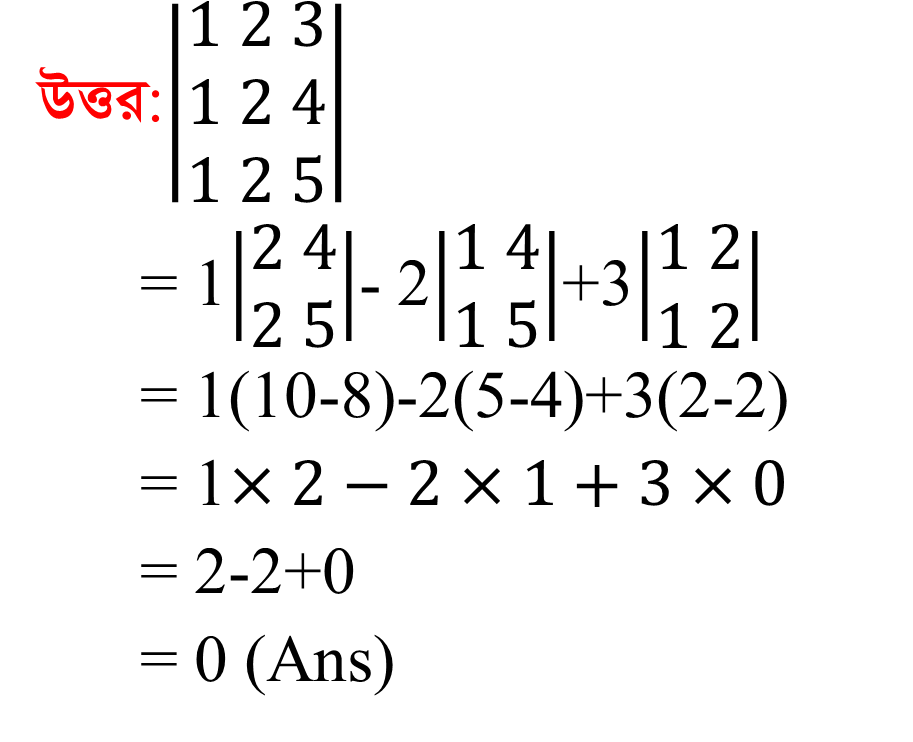 উত্তর: |1 2 3|
|1 2 4|
|1 2 5|
= 1|2 4| - 2|1 4| +3|1 2|
|2 5| |1 5| |1 2|
= 1(10-8)-2(5-4)+3(2-2)
= 1× 2 − 2 × 1 + 3 × 0
= 2-2+0
= 0 (Ans)